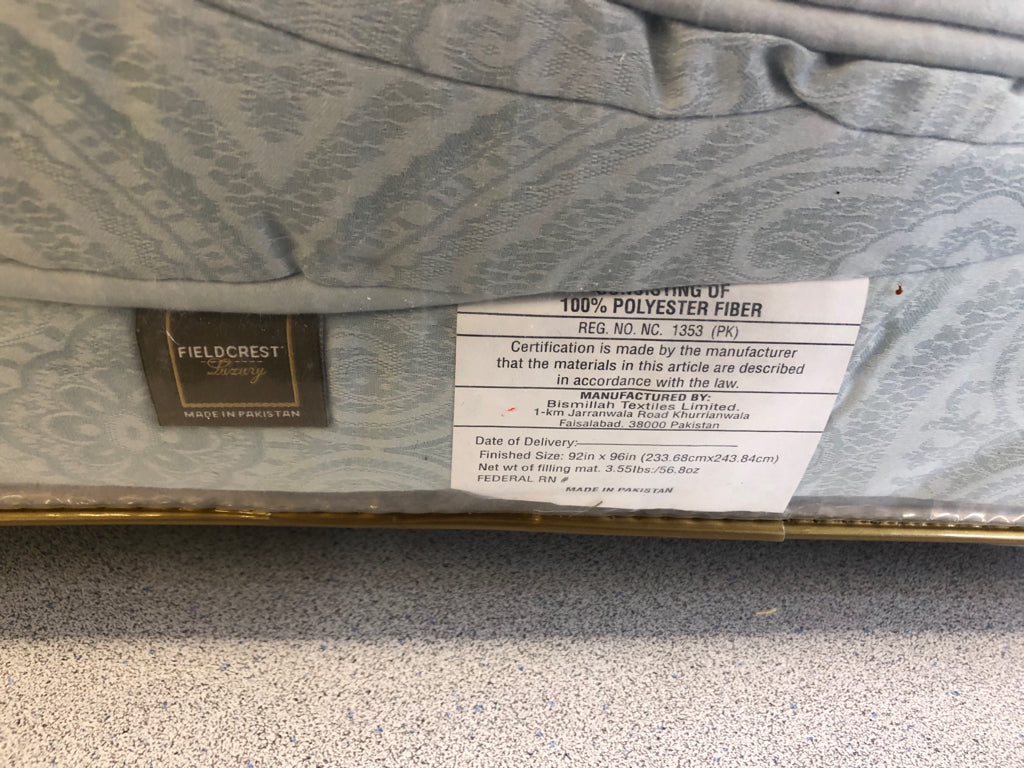 FIELDCREST
Luxury
MADE IN PAKISTAN
CONSISTING OF
100% POLYESTER FIBER
REG. NO. NC. 1353 (PK)
Certification is made by the manufacturer
that the materials in this article are described
in accordance with the law.
MANUFACTURED BY:
Bismillah Textiles Limited.
1-km Jarranwala Road Khurrianwala
Faisalabad. 38000 Pakistan
Date of Delivery:
Finished Size: 92in x 96in (233.68cmx243.84cm)
Net wt of filling mat. 3.55lbs:/56.8oz
FEDERAL RN #
MADE IN PAKISTAN